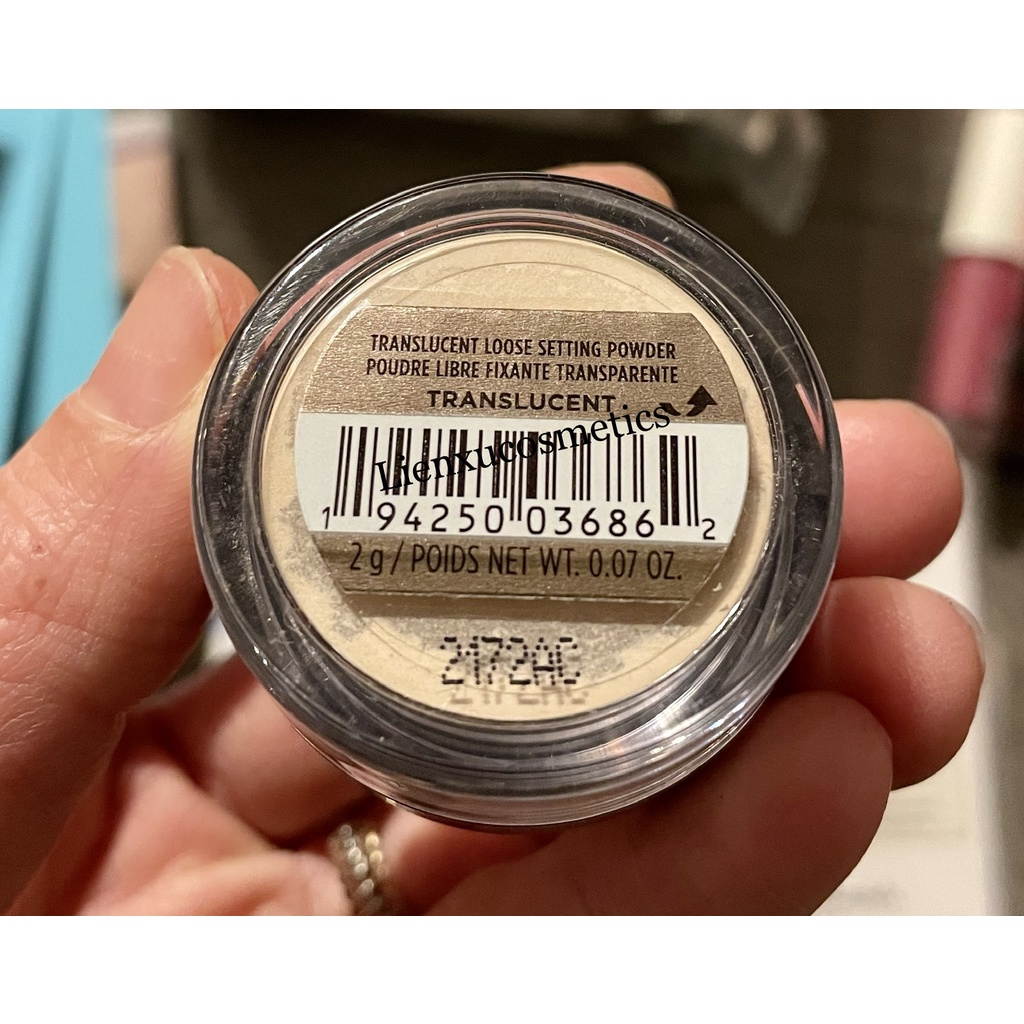 TRANSLUCENT LOOSE SETTING POWDER
POUDRE LIBRE FIXANTE TRANSPARENTE
TRANSLUCENT
Lienxucosmetics
1 94250 03686 2
2 g / POIDS NET WT. 0.07 OZ.
2172AC